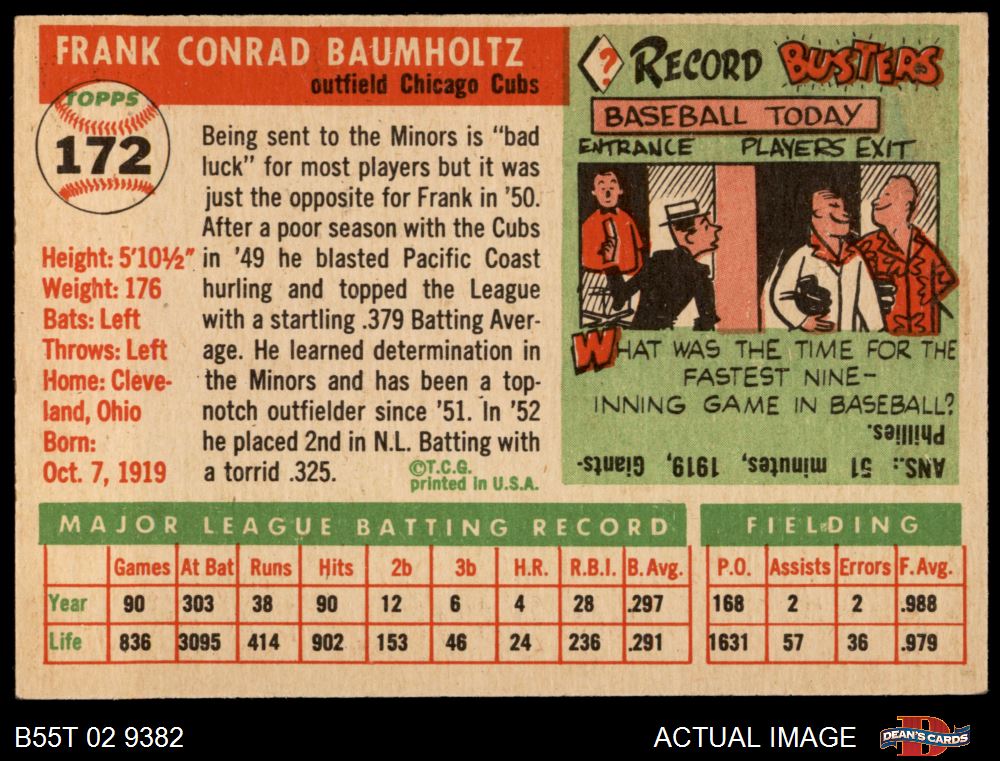 FRANK CONRAD BAUMHOLTZ
outfield Chicago Cubs
TOPPS
172
Being sent to the Minors is "bad
luck" for most players but it was
just the opposite for Frank in '50.
After a poor season with the Cubs
in '49 he blasted Pacific Coast
hurling and topped the League
with a startling .379 Batting Aver-
age. He learned determination in
the Minors and has been a top-
notch outfielder since '51. In '52
he placed 2nd in N.L. Batting with
a torrid .325.
©T.C.G.
printed in U.S.A.
Height: 5'10½"
Weight: 176
Bats: Left
Throws: Left
Home: Cleve-
land, Ohio
Born:
Oct. 7, 1919
? RECORD BUSTERS
BASEBALL TODAY
ENTRANCE PLAYERS EXIT
WHAT WAS THE TIME FOR THE
FASTEST NINE-
INNING GAME IN BASEBALL?
ANS.: 51 minutes, 1919, Giants-
Phillies.
MAJOR LEAGUE BATTING RECORD FIELDING
Games At Bat Runs Hits 2b 3b H.R. R.B.I. B. Avg. P.O. Assists Errors F. Avg.
Year 90 303 38 90 12 6 4 28 .297 168 2 2 .988
Life 836 3095 414 902 153 46 24 236 .291 1631 57 36 .979
B55T 02 9382
ACTUAL IMAGE
D
DEAN'S CARDS